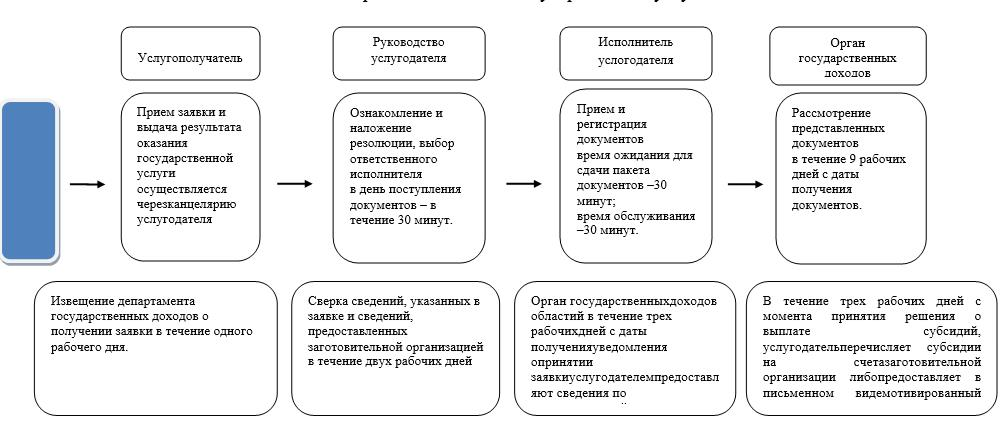 Услугополучатель
Руководство
услугодателя
Исполнитель
услогодателя
Орган
государственных
доходов
Прием заявки и
выдача результата
оказания
государственной
услуги
осуществляется
черезканцелярию
услугодателя
Ознакомление и
наложение
резолюции, выбор
ответственного
исполнителя
в день поступления
документов – в
течение 30 минут.
Прием и
регистрация
документов
время ожидания для
сдачи пакета
документов –30
минут;
время обслуживания
–30 минут.
Рассмотрение
представленных
документов
в течение 9 рабочих
дней с даты
получения
документов.
Извещение департамента
государственных доходов о
получении заявки в течение одного
рабочего дня.
Сверка сведений, указанных в
заявке и сведений,
предоставленных
заготовительной организацией
в течение двух рабочих дней
Орган государственныхдоходов
областий в течение трех
рабочихдней с даты
полученияуведомления
опринятии
заявкиуслугодателемпредоставл
яют сведения по
В течение трех рабочих дней с
момента принятия решения о
выплате субсидий,
услугодательперечисляет субсидии
на счетазаготовительной
организации либопредоставляет в
письменном видемотивированный